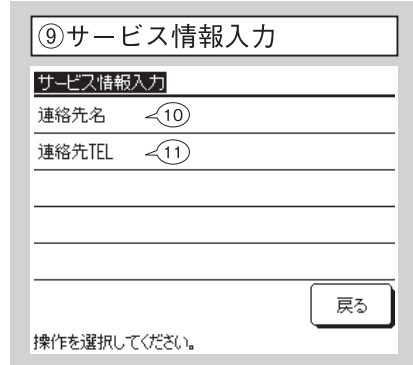 ⑨サービス情報入力
サービス情報入力
連絡先名 ⑩
連絡先TEL ⑪
戻る
操作を選択してください。